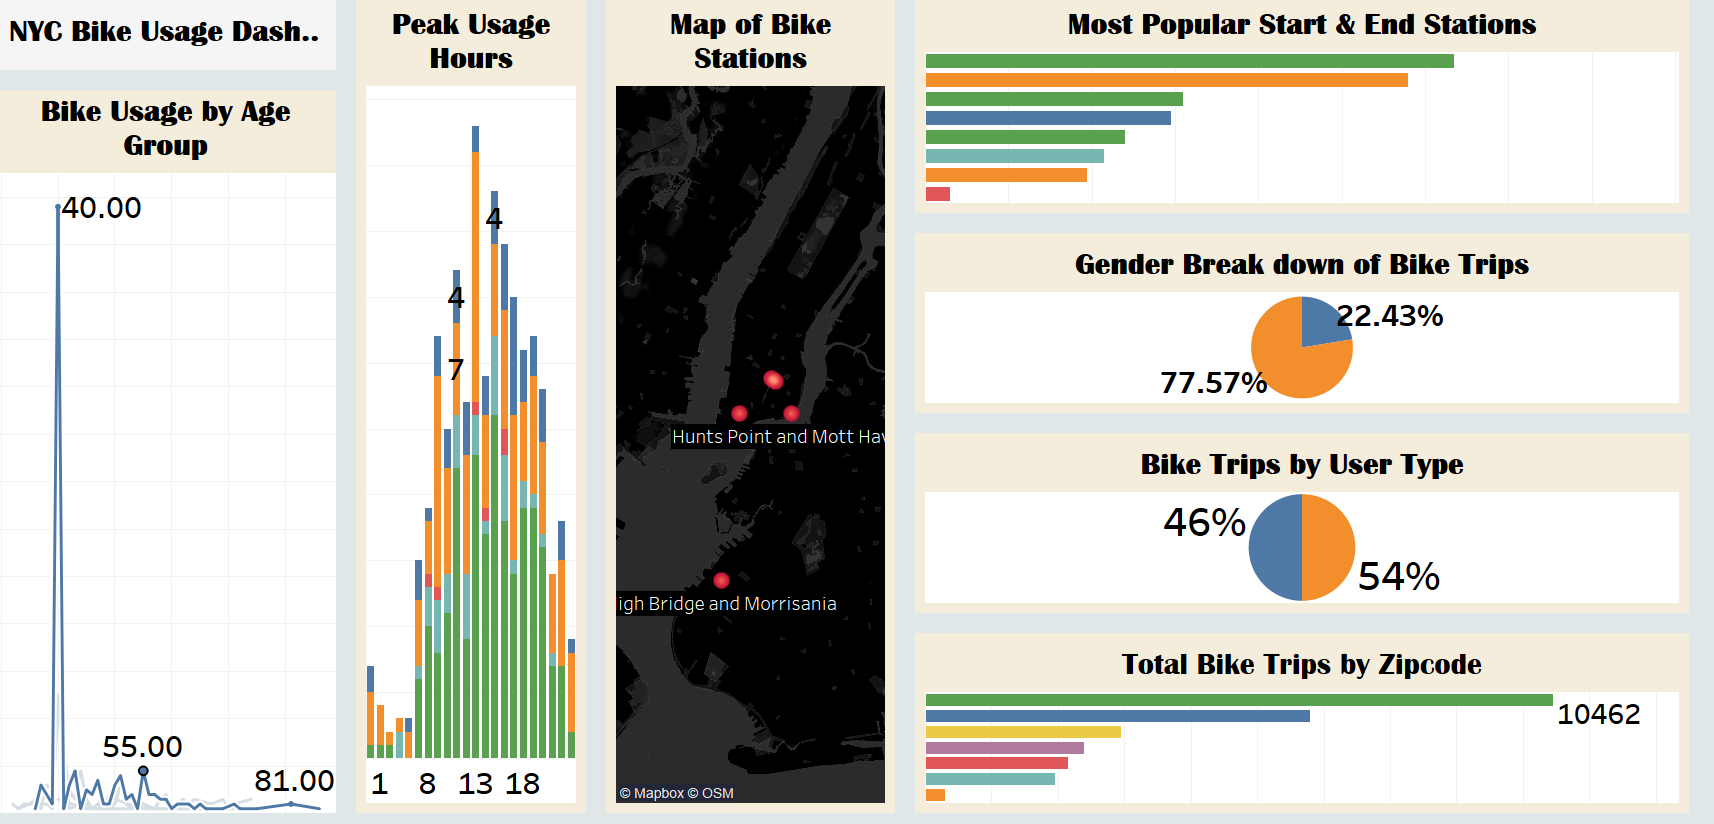 NYC Bike Usage Dash..
Bike Usage by Age
Group
40.00
55.00
81.00
Peak Usage
Hours
4
4
7
1 8 13 18
Map of Bike
Stations
Hunts Point and Mott Hav
igh Bridge and Morrisania
© Mapbox © OSM
Most Popular Start & End Stations
Gender Break down of Bike Trips
22.43%
77.57%
Bike Trips by User Type
46%
54%
Total Bike Trips by Zipcode
10462